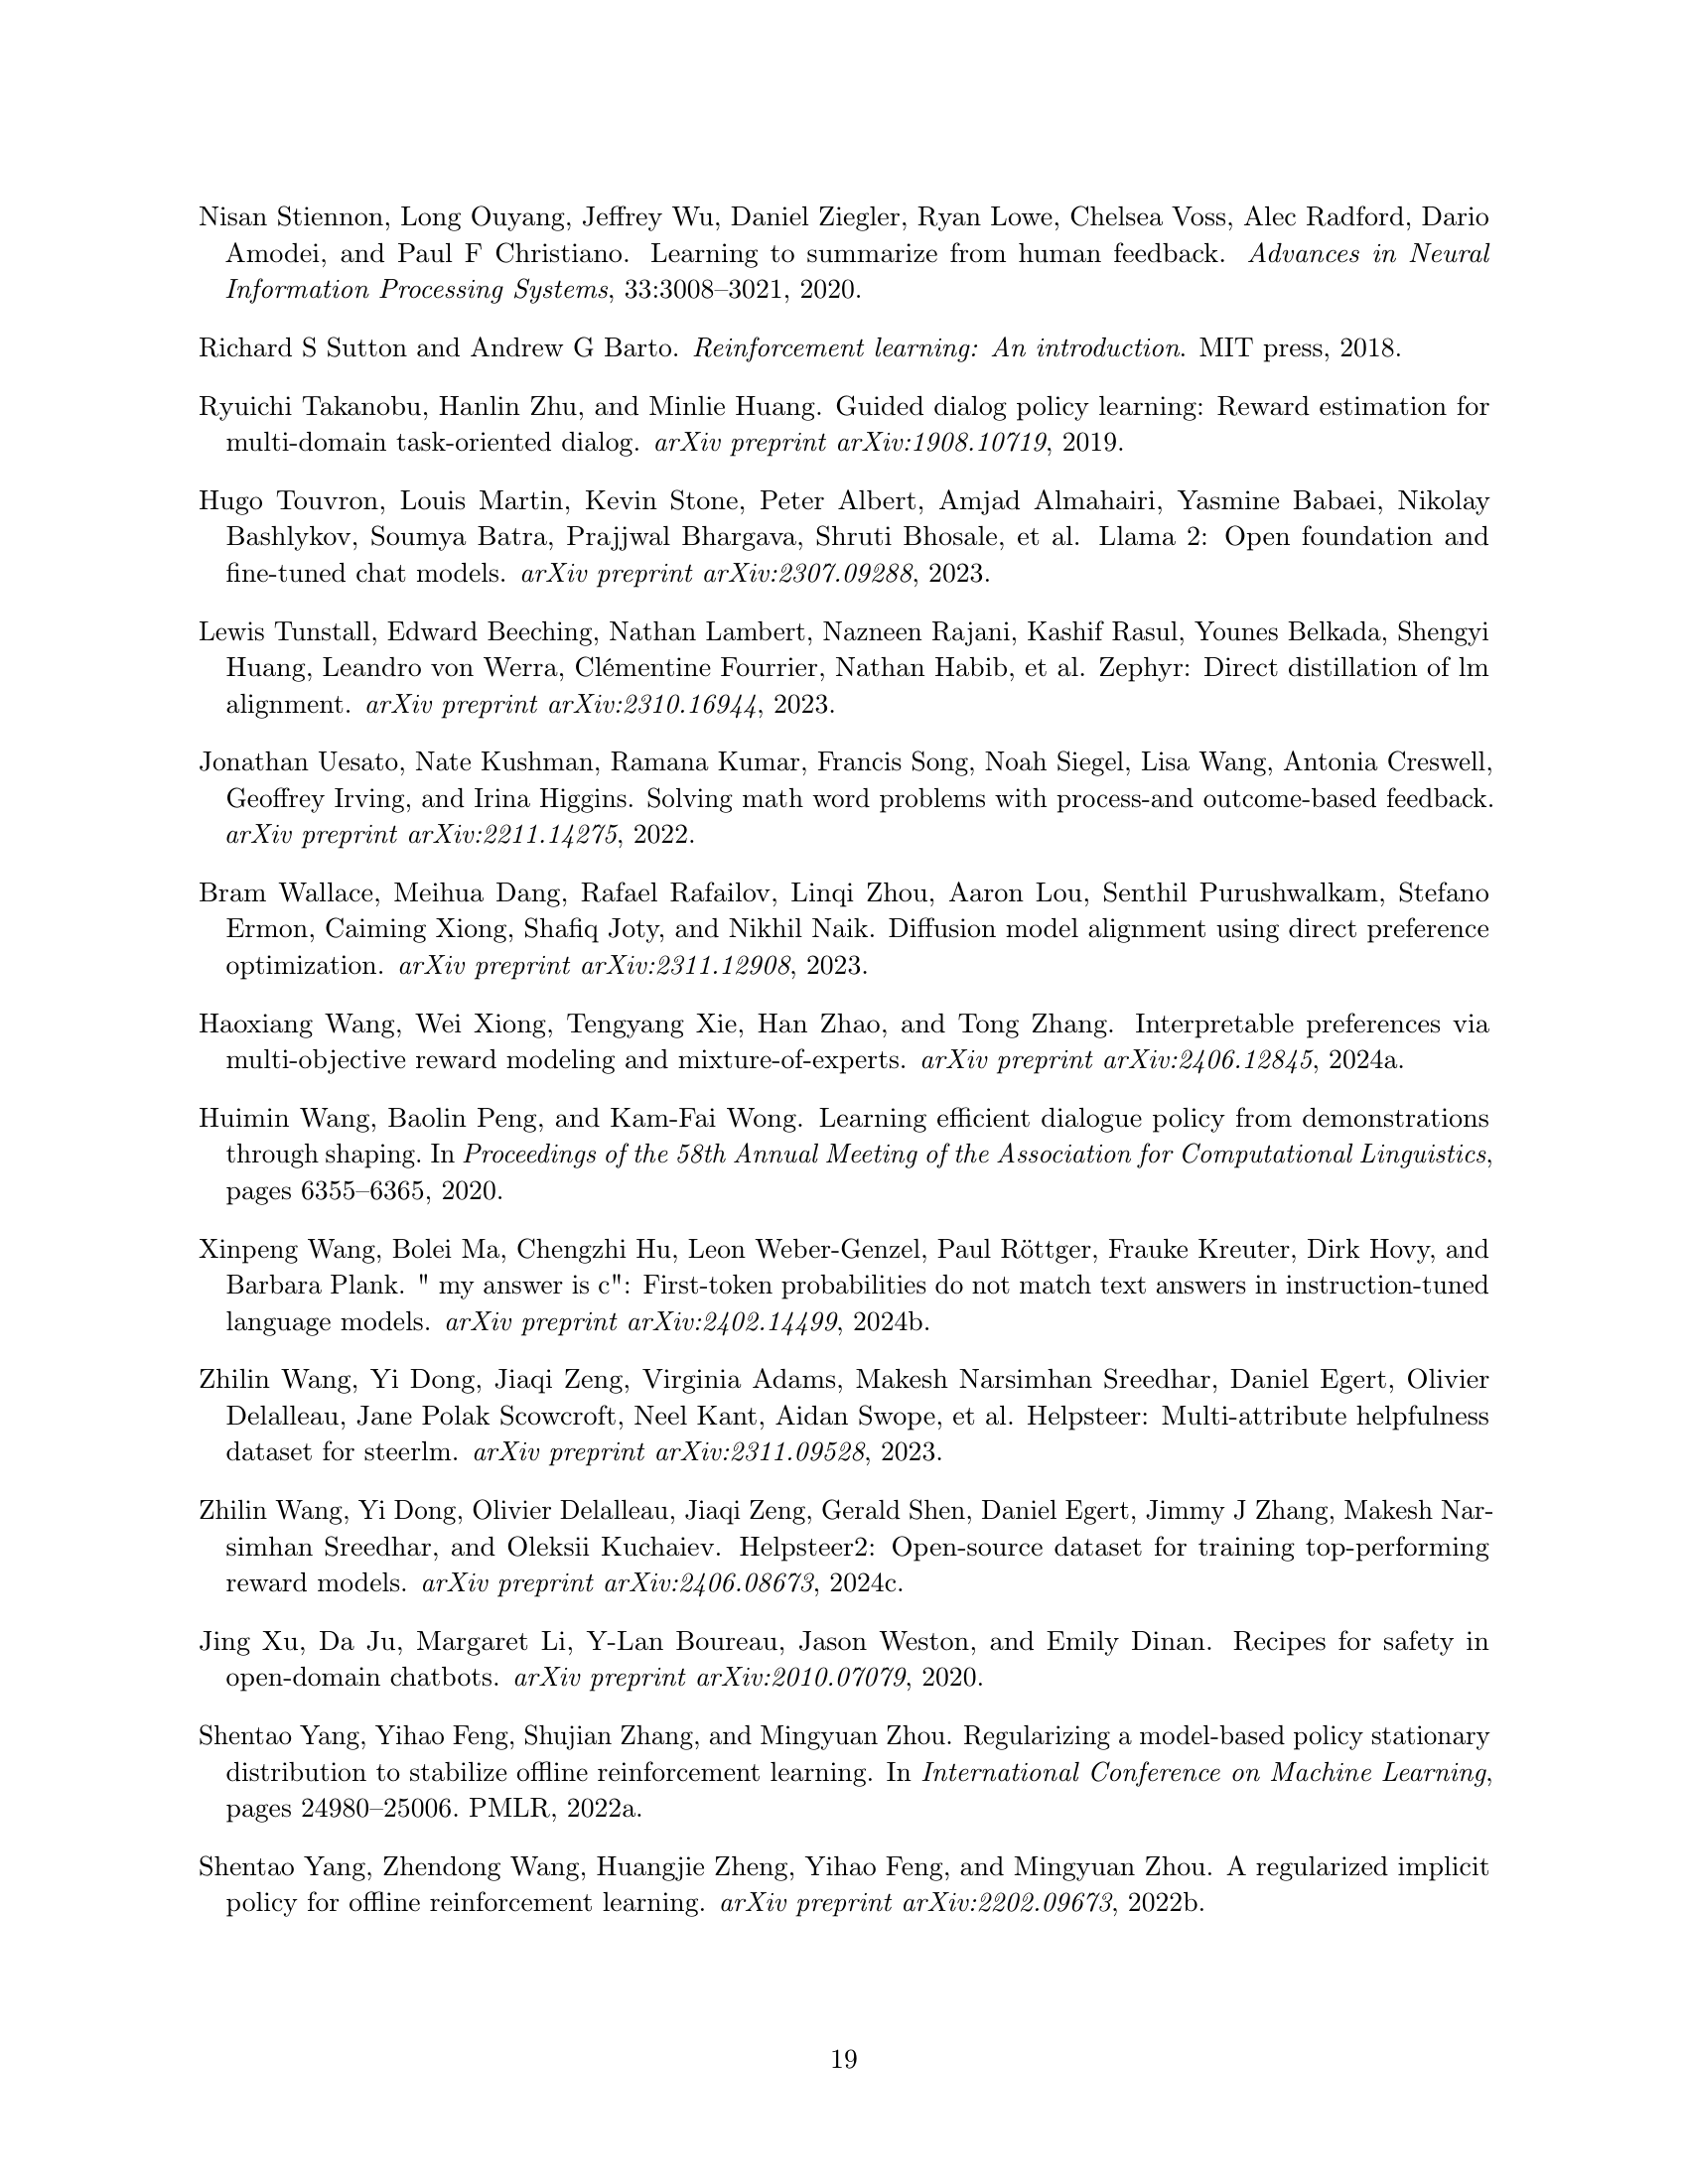 Nisan Stiennon, Long Ouyang, Jeffrey Wu, Daniel Ziegler, Ryan Lowe, Chelsea Voss, Alec Radford, Dario
Amodei, and Paul F Christiano. Learning to summarize from human feedback. Advances in Neural
Information Processing Systems, 33:3008–3021, 2020.
Richard S Sutton and Andrew G Barto. Reinforcement learning: An introduction. MIT press, 2018.
Ryuichi Takanobu, Hanlin Zhu, and Minlie Huang. Guided dialog policy learning: Reward estimation for
multi-domain task-oriented dialog. arXiv preprint arXiv:1908.10719, 2019.
Hugo Touvron, Louis Martin, Kevin Stone, Peter Albert, Amjad Almahairi, Yasmine Babaei, Nikolay
Bashlykov, Soumya Batra, Prajjwal Bhargava, Shruti Bhosale, et al. Llama 2: Open foundation and
fine-tuned chat models. arXiv preprint arXiv:2307.09288, 2023.
Lewis Tunstall, Edward Beeching, Nathan Lambert, Nazneen Rajani, Kashif Rasul, Younes Belkada, Shengyi
Huang, Leandro von Werra, Clémentine Fourrier, Nathan Habib, et al. Zephyr: Direct distillation of lm
alignment. arXiv preprint arXiv:2310.16944, 2023.
Jonathan Uesato, Nate Kushman, Ramana Kumar, Francis Song, Noah Siegel, Lisa Wang, Antonia Creswell,
Geoffrey Irving, and Irina Higgins. Solving math word problems with process-and outcome-based feedback.
arXiv preprint arXiv:2211.14275, 2022.
Bram Wallace, Meihua Dang, Rafael Rafailov, Linqi Zhou, Aaron Lou, Senthil Purushwalkam, Stefano
Ermon, Caiming Xiong, Shafiq Joty, and Nikhil Naik. Diffusion model alignment using direct preference
optimization. arXiv preprint arXiv:2311.12908, 2023.
Haoxiang Wang, Wei Xiong, Tengyang Xie, Han Zhao, and Tong Zhang. Interpretable preferences via
multi-objective reward modeling and mixture-of-experts. arXiv preprint arXiv:2406.12845, 2024a.
Huimin Wang, Baolin Peng, and Kam-Fai Wong. Learning efficient dialogue policy from demonstrations
through shaping. In Proceedings of the 58th Annual Meeting of the Association for Computational Linguistics,
pages 6355–6365, 2020.
Xinpeng Wang, Bolei Ma, Chengzhi Hu, Leon Weber-Genzel, Paul Röttger, Frauke Kreuter, Dirk Hovy, and
Barbara Plank. " my answer is c": First-token probabilities do not match text answers in instruction-tuned
language models. arXiv preprint arXiv:2402.14499, 2024b.
Zhilin Wang, Yi Dong, Jiaqi Zeng, Virginia Adams, Makesh Narsimhan Sreedhar, Daniel Egert, Olivier
Delalleau, Jane Polak Scowcroft, Neel Kant, Aidan Swope, et al. Helpsteer: Multi-attribute helpfulness
dataset for steerlm. arXiv preprint arXiv:2311.09528, 2023.
Zhilin Wang, Yi Dong, Olivier Delalleau, Jiaqi Zeng, Gerald Shen, Daniel Egert, Jimmy J Zhang, Makesh Nar-
simhan Sreedhar, and Oleksii Kuchaiev. Helpsteer2: Open-source dataset for training top-performing
reward models. arXiv preprint arXiv:2406.08673, 2024c.
Jing Xu, Da Ju, Margaret Li, Y-Lan Boureau, Jason Weston, and Emily Dinan. Recipes for safety in
open-domain chatbots. arXiv preprint arXiv:2010.07079, 2020.
Shentao Yang, Yihao Feng, Shujian Zhang, and Mingyuan Zhou. Regularizing a model-based policy stationary
distribution to stabilize offline reinforcement learning. In International Conference on Machine Learning,
pages 24980–25006. PMLR, 2022a.
Shentao Yang, Zhendong Wang, Huangjie Zheng, Yihao Feng, and Mingyuan Zhou. A regularized implicit
policy for offline reinforcement learning. arXiv preprint arXiv:2202.09673, 2022b.
19